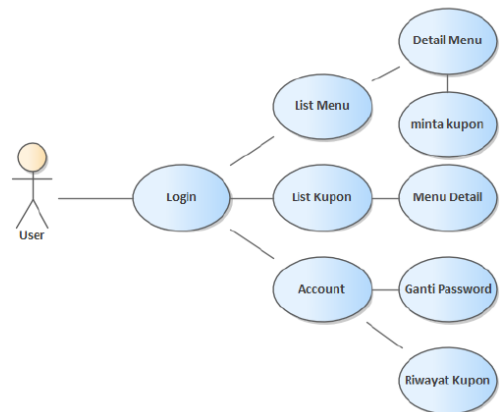 Detail Menu
List Menu
minta kupon
Login
List Kupon
Menu Detail
User
Account
Ganti Password
Riwayat Kupon